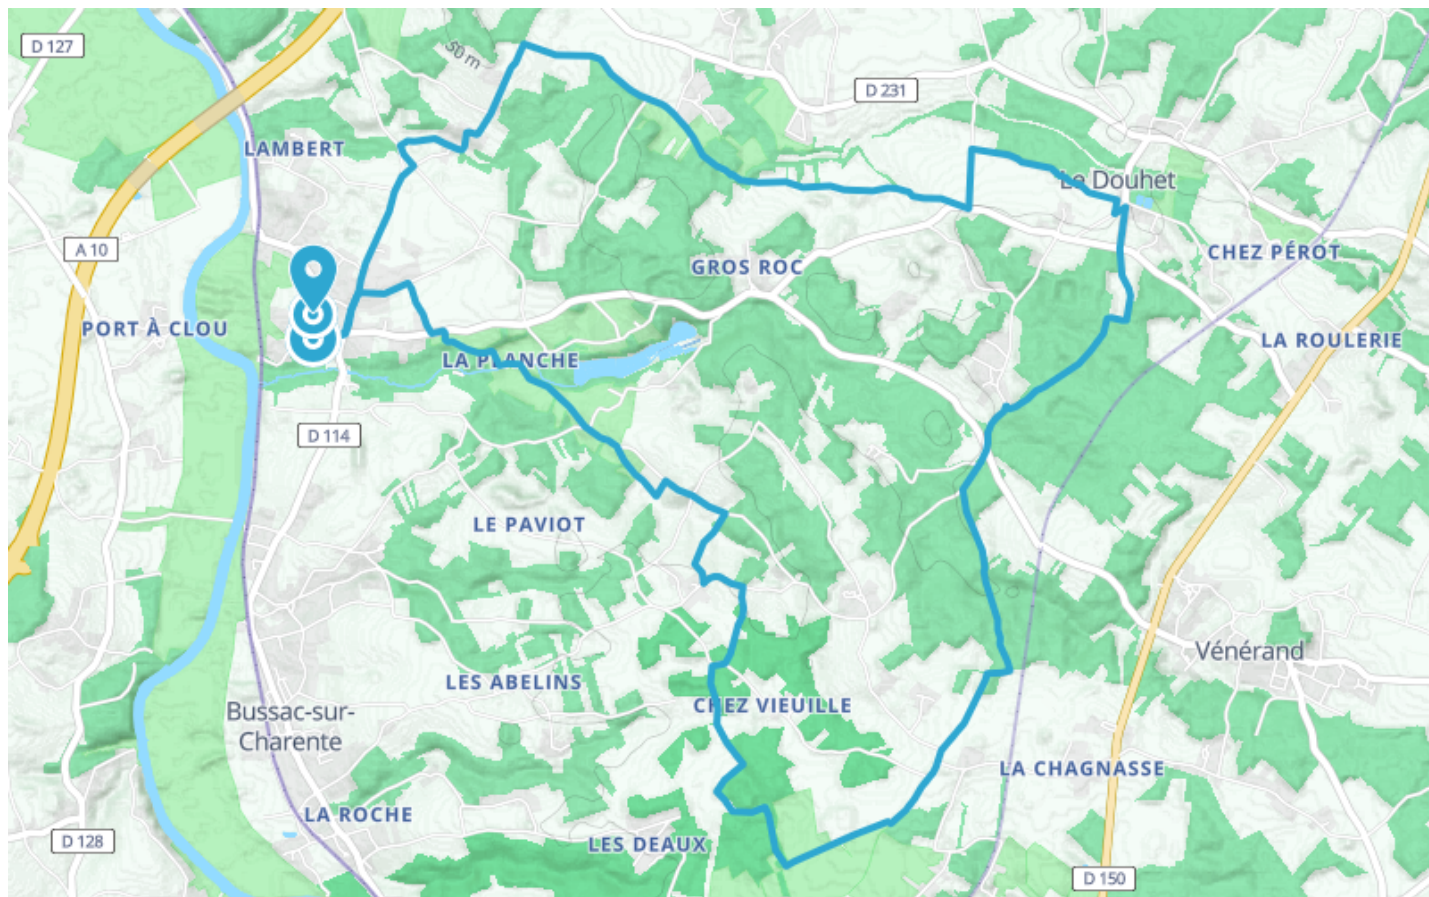 D 127
50 m
D 231
LAMBERT
Le Douhet
A 10
CHEZ PÉROT
GROS ROC
PORT À CLOU
LA ROULERIE
LA PLANCHE
D 114
LE PAVIOT
Vénérand
LES ABELINS
CHEZ VIEUILLE
Bussac-sur-
Charente
LA CHAGNASSE
LA ROCHE
D 128
LES DEAUX
D 150